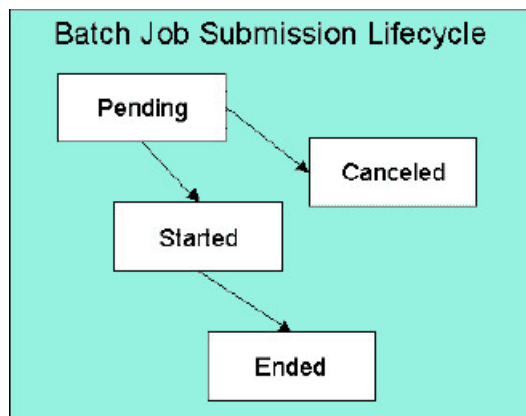 Batch Job Submission Lifecycle
Pending
Canceled
Started
Ended